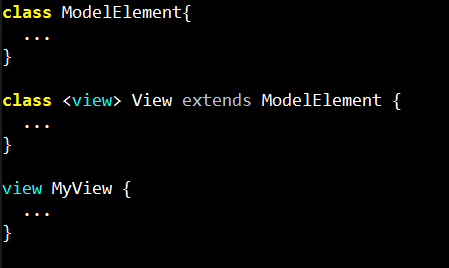 class ModelElement{
...
}
class <view> View extends ModelElement {
...
}
view MyView {
...
}